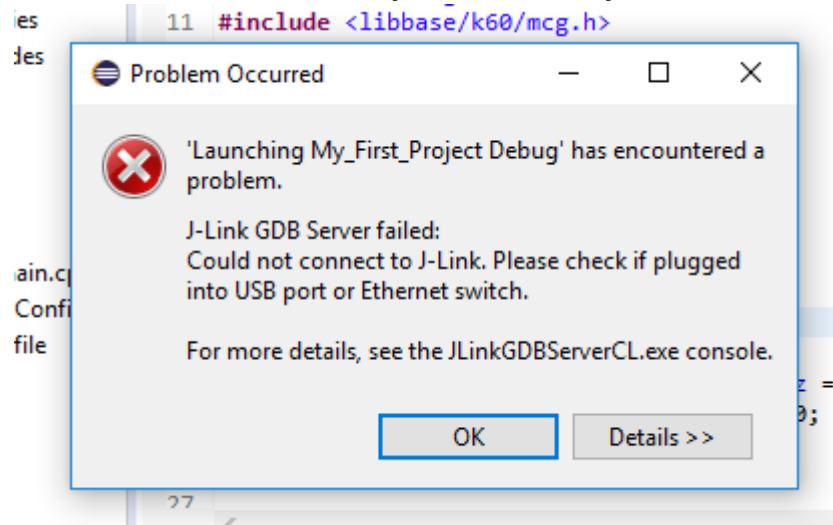 ies
11 #include <libbase/k60/mcg.h>
des
Problem Occurred
'Launching My_First_Project Debug' has encountered a
problem.
J-Link GDB Server failed:
Could not connect to J-Link. Please check if plugged
into USB port or Ethernet switch.
ain.c
Confi
file
For more details, see the JLinkGDBServerCL.exe console.
z =
0;
OK
Details >>
27